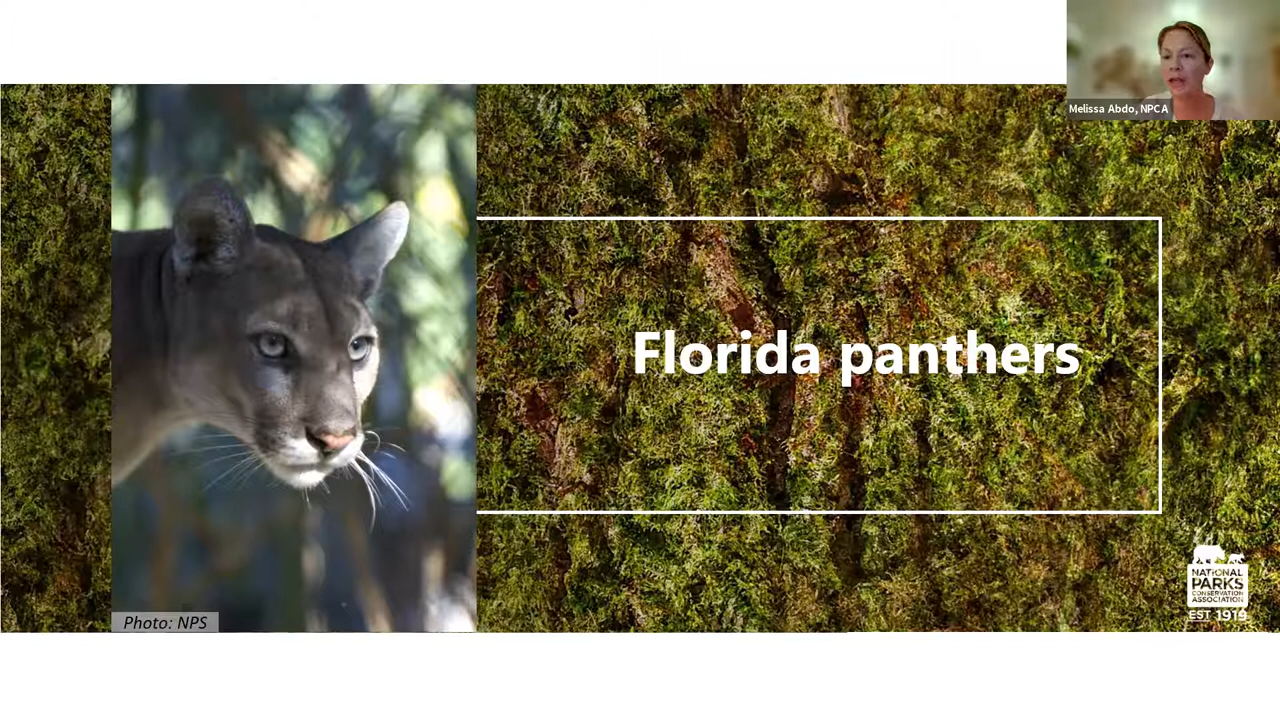 Melissa Abdo, NPCA
Florida panthers
NATIONAL
PARKS
CONSERVATION
ASSOCIATION
EST 1919
Photo: NPS